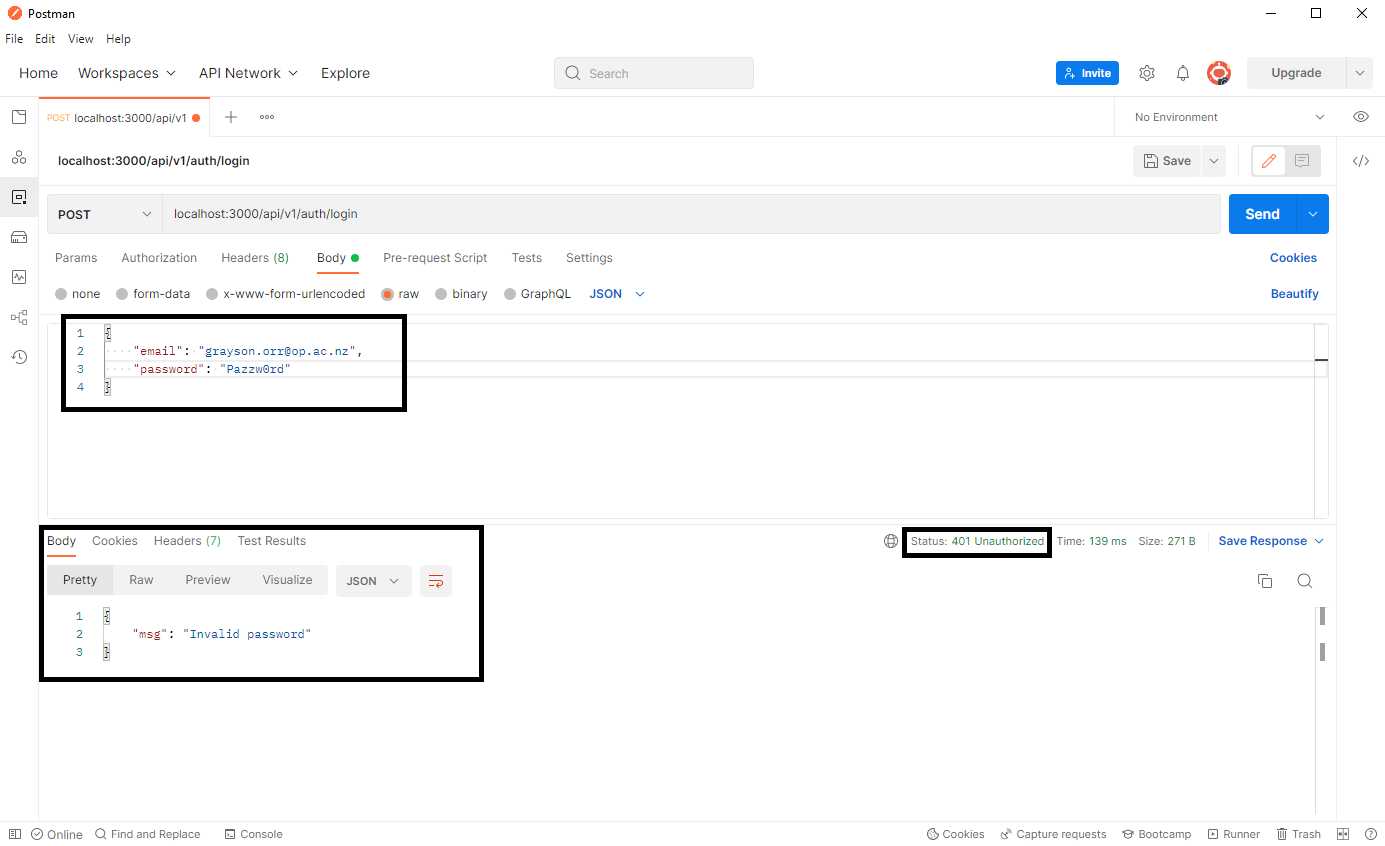 Postman
File Edit View Help
Home Workspaces API Network Explore Search Invite Upgrade
POST localhost:3000/api/v1 No Environment
localhost:3000/api/v1/auth/login Save
POST localhost:3000/api/v1/auth/login Send
Params Authorization Headers (8) Body Pre-request Script Tests Settings Cookies
none form-data x-www-form-urlencoded raw binary GraphQL JSON Beautify
1 {
2 "email": "grayson.orr@op.ac.nz",
3 "password": "Pazzw0rd"
4 }
Body Cookies Headers (7) Test Results Status: 401 Unauthorized Time: 139 ms Size: 271 B Save Response
Pretty Raw Preview Visualize JSON
1 {
2 "msg": "Invalid password"
3 }
Online Find and Replace Console Cookies Capture requests Bootcamp Runner Trash